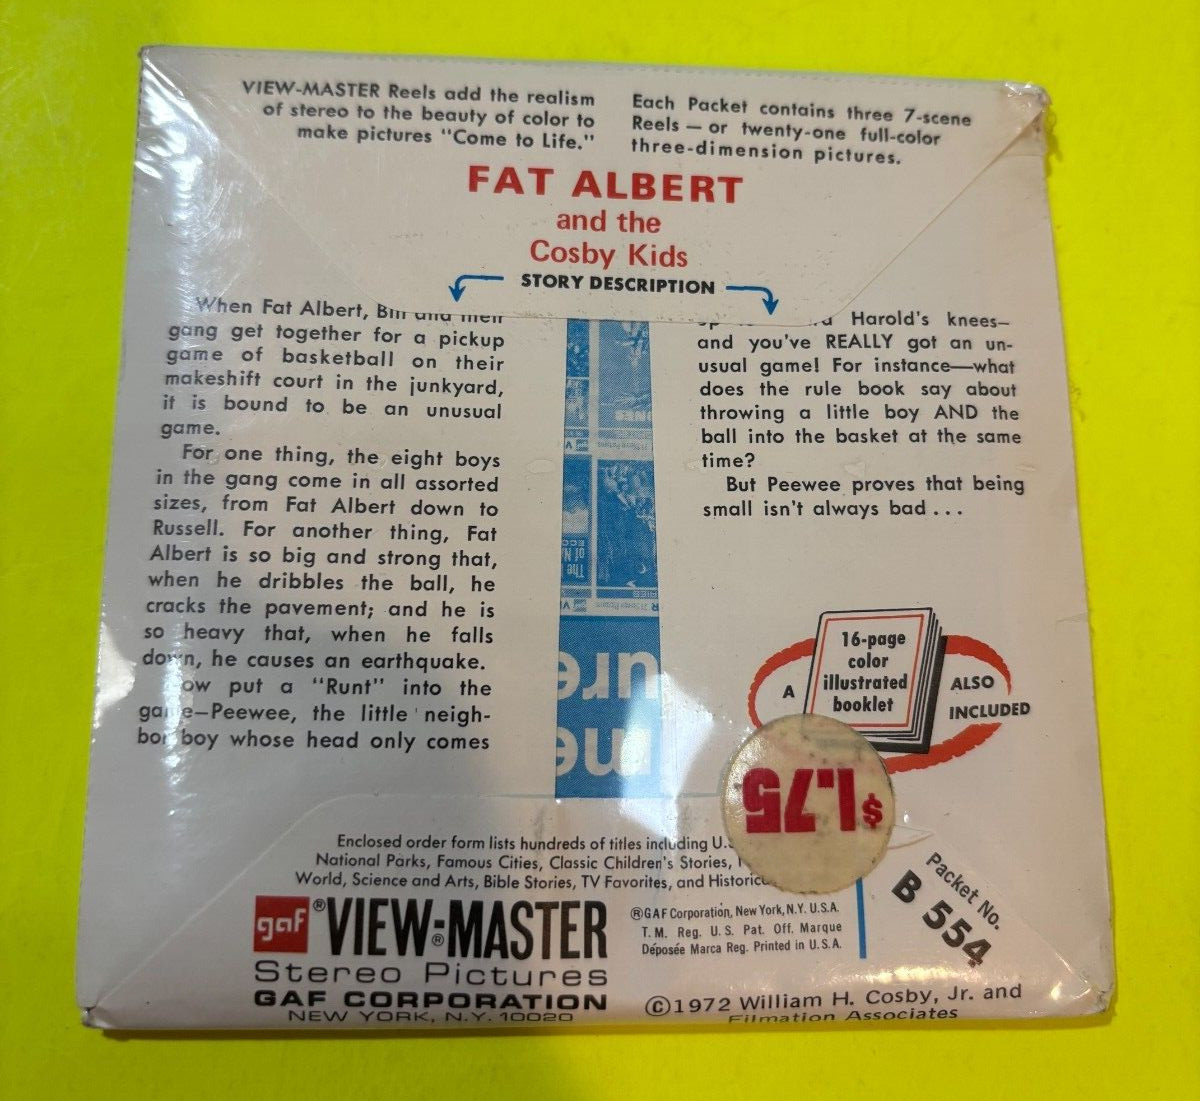 VIEW-MASTER Reels add the realism
of stereo to the beauty of color to
make pictures "Come to Life."
Each Packet contains three 7-scene
Reels — or twenty-one full-color
three-dimension pictures.
FAT ALBERT
and the
Cosby Kids
STORY DESCRIPTION
When Fat Albert, Bill and their
gang get together for a pickup
game of basketball on their
makeshift court in the junkyard,
it is bound to be an unusual
game.
For one thing, the eight boys
in the gang come in all assorted
sizes, from Fat Albert down to
Russell. For another thing, Fat
Albert is so big and strong that,
when he dribbles the ball, he
cracks the pavement; and he is
so heavy that, when he falls
down, he causes an earthquake.
ow put a "Runt" into the
game—Peewee, the little neigh-
bor boy whose head only comes
Harold's knees—
and you've REALLY got an un-
usual game! For instance—what
does the rule book say about
throwing a little boy AND the
ball into the basket at the same
time?
But Peewee proves that being
small isn't always bad . . .
ure
me
A
16-page
color
illustrated
booklet
ALSO
INCLUDED
$1.75
Enclosed order form lists hundreds of titles including U.S.
National Parks, Famous Cities, Classic Children's Stories,
World, Science and Arts, Bible Stories, TV Favorites, and
gaf ® VIEW-MASTER ®
Stereo Pictures
GAF CORPORATION
NEW YORK, N.Y. 10020
® GAF Corporation, New York, N.Y. U.S.A.
T. M. Reg. U. S. Pat. Off. Marque
Déposée Marca Reg. Printed in U. S. A.
Packet No.
B 554
©1972 William H. Cosby, Jr. and
Filmation Associates